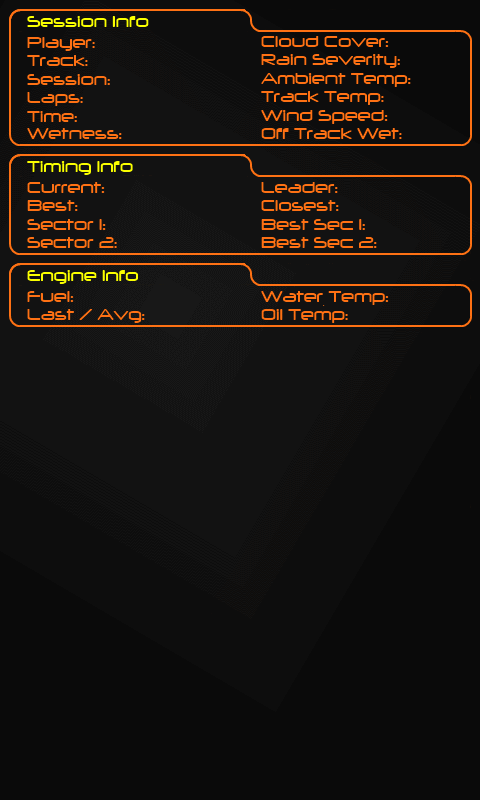 Session Info
Player:
Track:
Session:
Laps:
Time:
Wetness:
Cloud Cover:
Rain Severity:
Ambient Temp:
Track Temp:
Wind Speed:
Off Track Wet:
Timing Info
Current:
Best:
Sector 1:
Sector 2:
Leader:
Closest:
Best Sec 1:
Best Sec 2:
Engine Info
Fuel:
Last / Avg:
Water Temp:
Oil Temp: